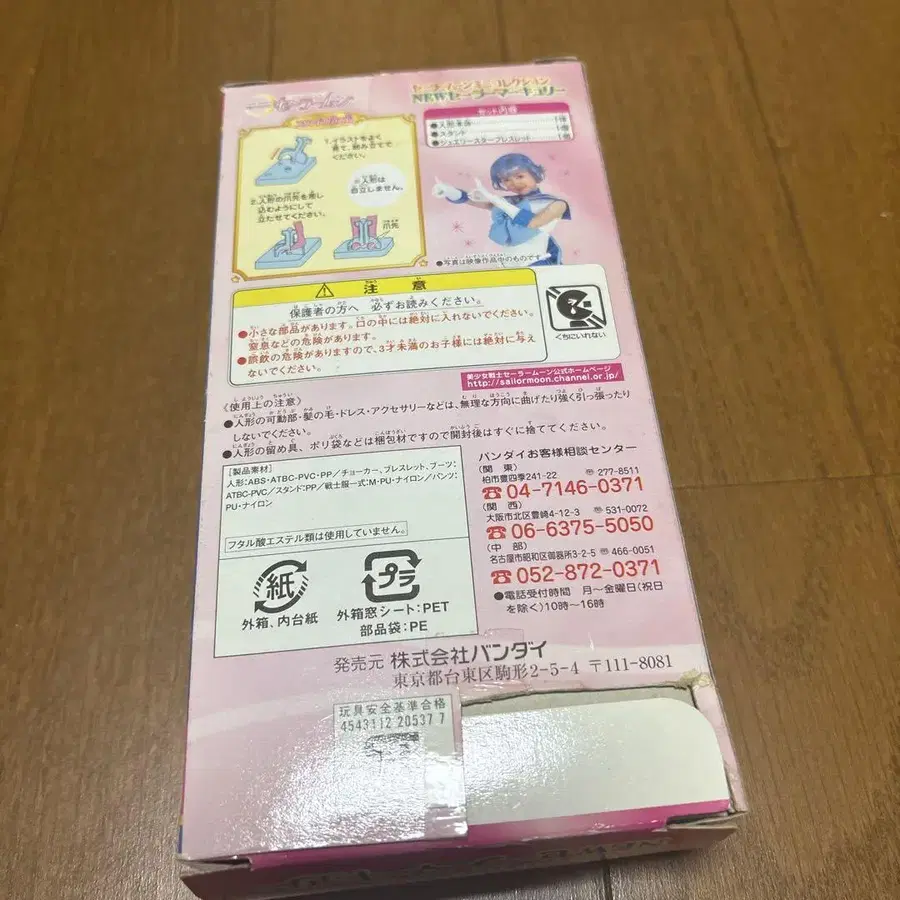 セーラームーン
セーラームーンミニコレクション
NEWセーラーマーキュリー
セット内容
●人形本体 1体
●スタンド 1個
●ジュエリースターブレスレット 1個
1.イラストをよく
見て、組み立てて
ください。
※人形は
自立しません。
2.人形の爪先を差し
込むようにして
立たせてください。
爪先
●写真は映像作品中のものです
注意
保護者の方へ 必ずお読みください。
●小さな部品があります。口の中には絶対に入れないでください。
窒息などの危険があります。
●誤飲の危険がありますので、3才未満のお子様には絶対に与え
ないでください。
くちにいれない
美少女戦士セーラームーン公式ホームページ
http://sailormoon.channel.or.jp/
《使用上の注意》
●人形の可動部・髪の毛・ドレス・アクセサリーなどは、無理な方向に曲げたり強く引っ張ったり
しないでください。
●人形の留め具、ポリ袋などは梱包材ですので開封後はすぐに捨ててください。
[製品素材]
人形:ABS・ATBC-PVC・PP/チョーカー、ブレスレット、ブーツ:
ATBC-PVC/スタンド:PP/戦士服一式:M・PU・ナイロン/パンツ:
PU・ナイロン
フタル酸エステル類は使用していません。
紙
外箱、内台紙
プラ
外箱窓シート:PET
部品袋:PE
バンダイお客様相談センター
(関東)
柏市豊四季241-22 〒277-8511
☎04-7146-0371
(関西)
大阪市北区豊崎4-12-3 〒531-0072
☎06-6375-5050
(中部)
名古屋市昭和区御器所3-2-5 〒466-0051
☎052-872-0371
●電話受付時間 月〜金曜日(祝日
を除く)10時〜16時
発売元 株式会社バンダイ
東京都台東区駒形2-5-4 〒111-8081
玩具安全基準合格
4543112 20537 7